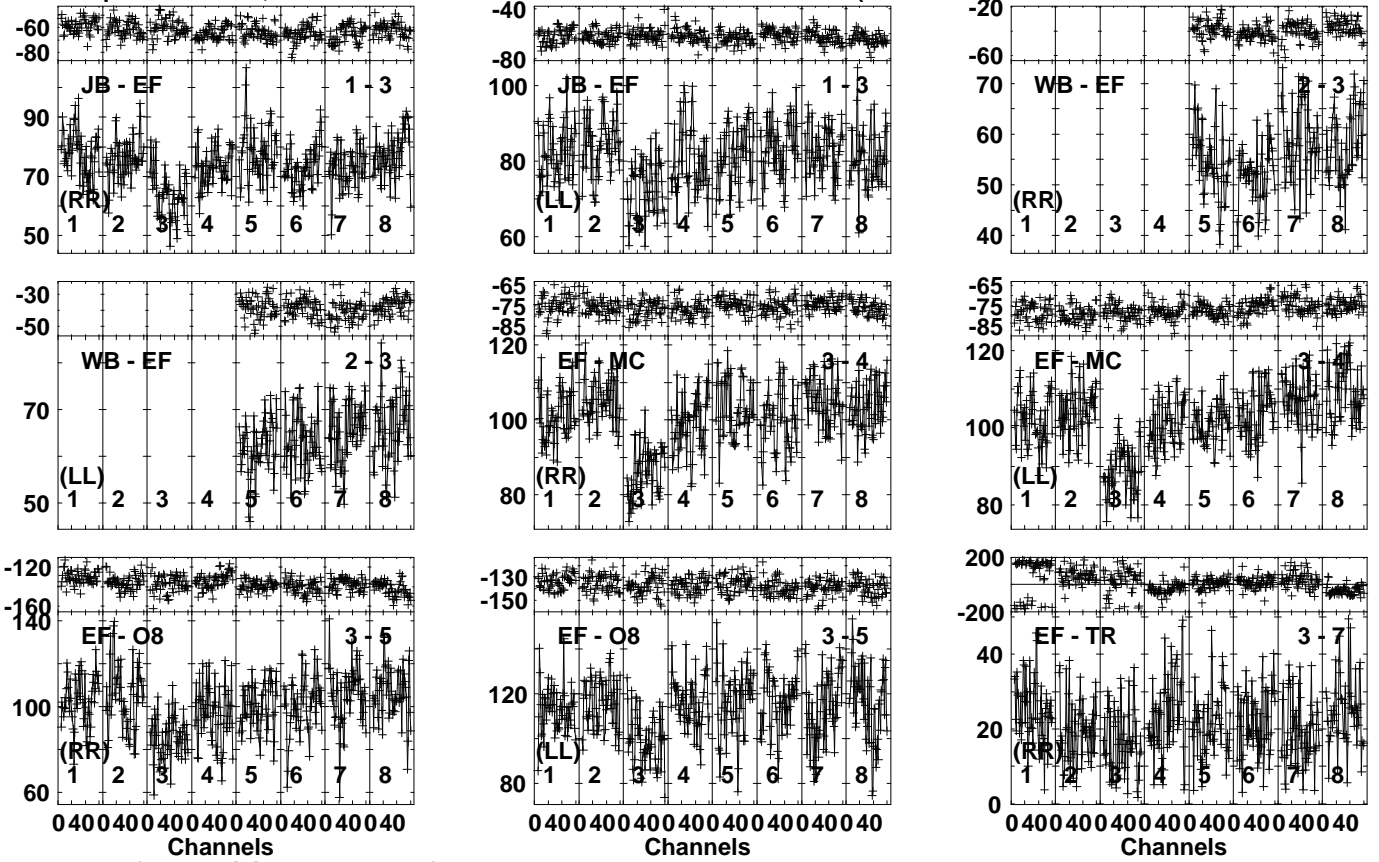 -60
-80
JB - EF 1 - 3
90
70
50
(RR)
1 2 3 4 5 6 7 8
-40
-80
JB - EF 1 - 3
100
80
60
(LL)
1 2 3 4 5 6 7 8
-20
-60
WB - EF 2 - 3
70
60
50
40
(RR)
1 2 3 4 5 6 7 8
-30
-50
WB - EF 2 - 3
70
50
(LL)
1 2 3 4 5 6 7 8
-65
-75
-85
EF - MC 3 - 4
120
100
80
(RR)
1 2 3 4 5 6 7 8
-65
-75
-85
EF - MC 3 - 4
120
100
80
(LL)
1 2 3 4 5 6 7 8
-120
-160
EF - O8 3 - 5
140
100
60
(RR)
1 2 3 4 5 6 7 8
0 40 0 40 0 40 0 40 0 40 0 40 0 40 0 40
Channels
-130
-150
EF - O8 3 - 5
120
80
(LL)
1 2 3 4 5 6 7 8
0 40 0 40 0 40 0 40 0 40 0 40 0 40 0 40
Channels
200
-200
EF - TR 3 - 7
40
20
0
(RR)
1 2 3 4 5 6 7 8
0 40 0 40 0 40 0 40 0 40 0 40 0 40 0 40
Channels